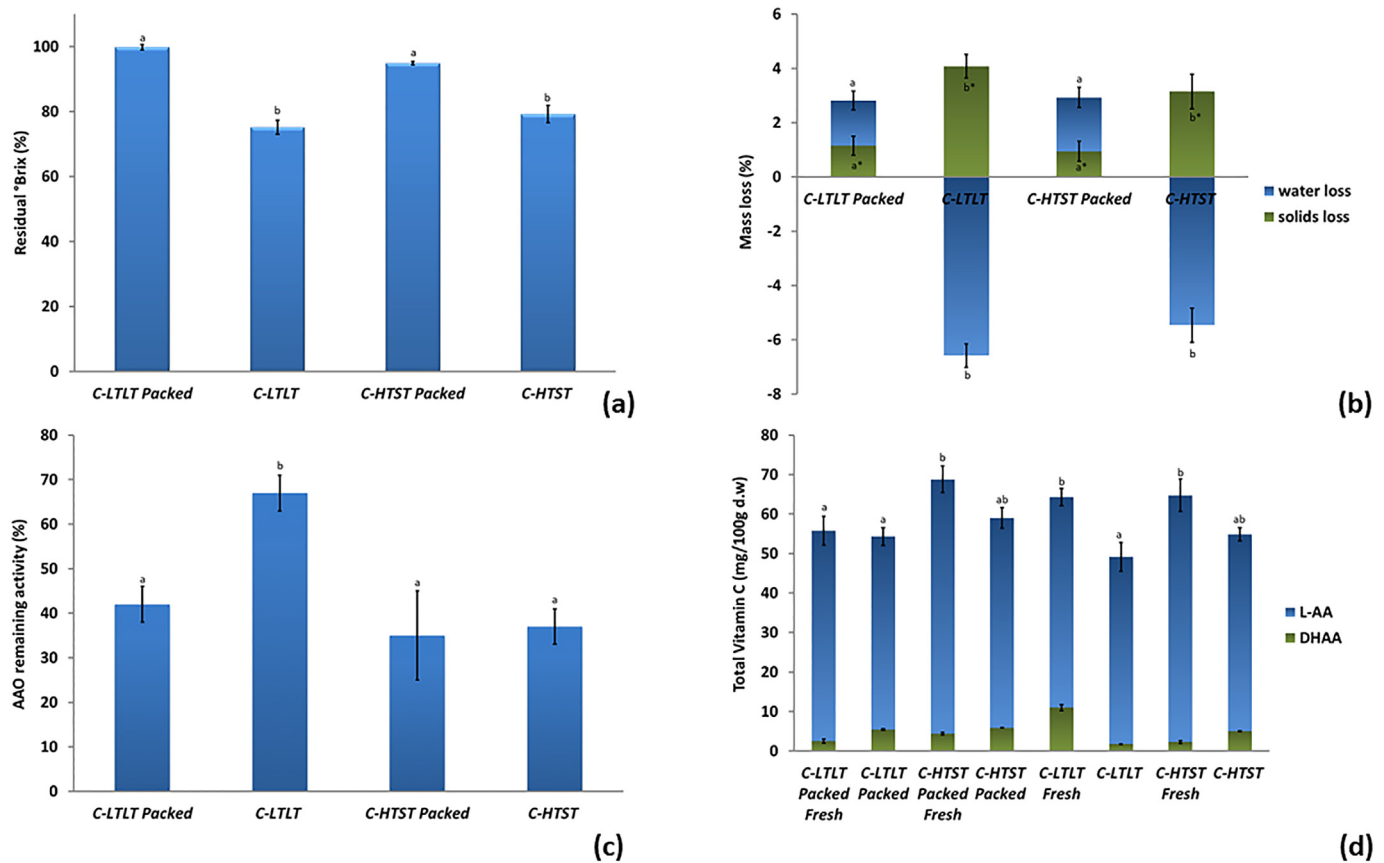 Residual °Brix (%)
100
80
60
40
20
0
a
b
a
b
C-LTLT Packed
C-LTLT
C-HTST Packed
C-HTST
(a)
Mass loss (%)
6
4
2
0
-2
-4
-6
-8
a
a*
b*
b
a
a*
b*
b
C-LTLT Packed
C-LTLT
C-HTST Packed
C-HTST
water loss
solids loss
(b)
AAO remaining activity (%)
80
70
60
50
40
30
20
10
0
a
b
a
a
C-LTLT Packed
C-LTLT
C-HTST Packed
C-HTST
(c)
Total Vitamin C (mg/100g d.w)
80
70
60
50
40
30
20
10
0
a
a
b
ab
b
a
b
ab
C-LTLT
Packed
Fresh
C-LTLT
Packed
C-HTST
Packed
Fresh
C-HTST
Packed
C-LTLT
Fresh
C-LTLT
C-HTST
Fresh
C-HTST
L-AA
DHAA
(d)